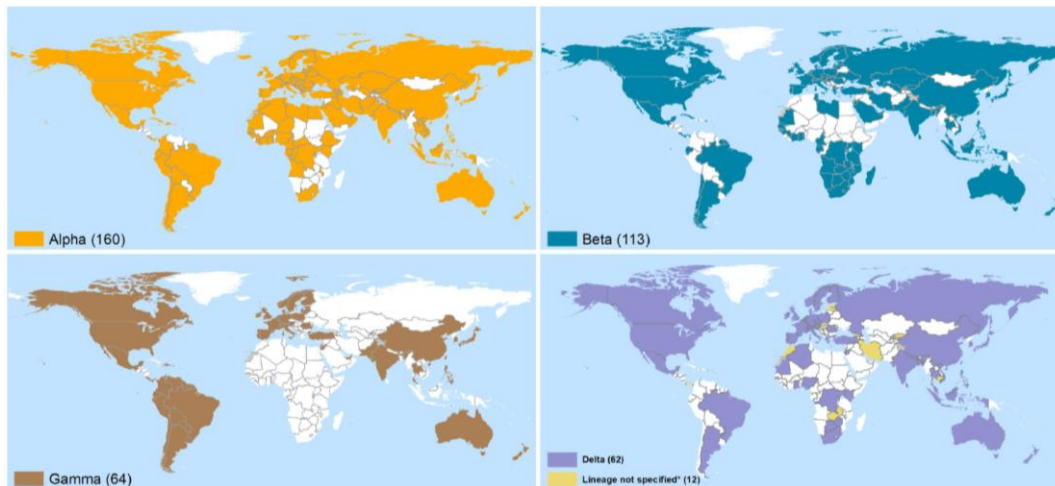 Alpha (160)
Beta (113)
Gamma (64)
Delta (62)
Lineage not specified* (12)